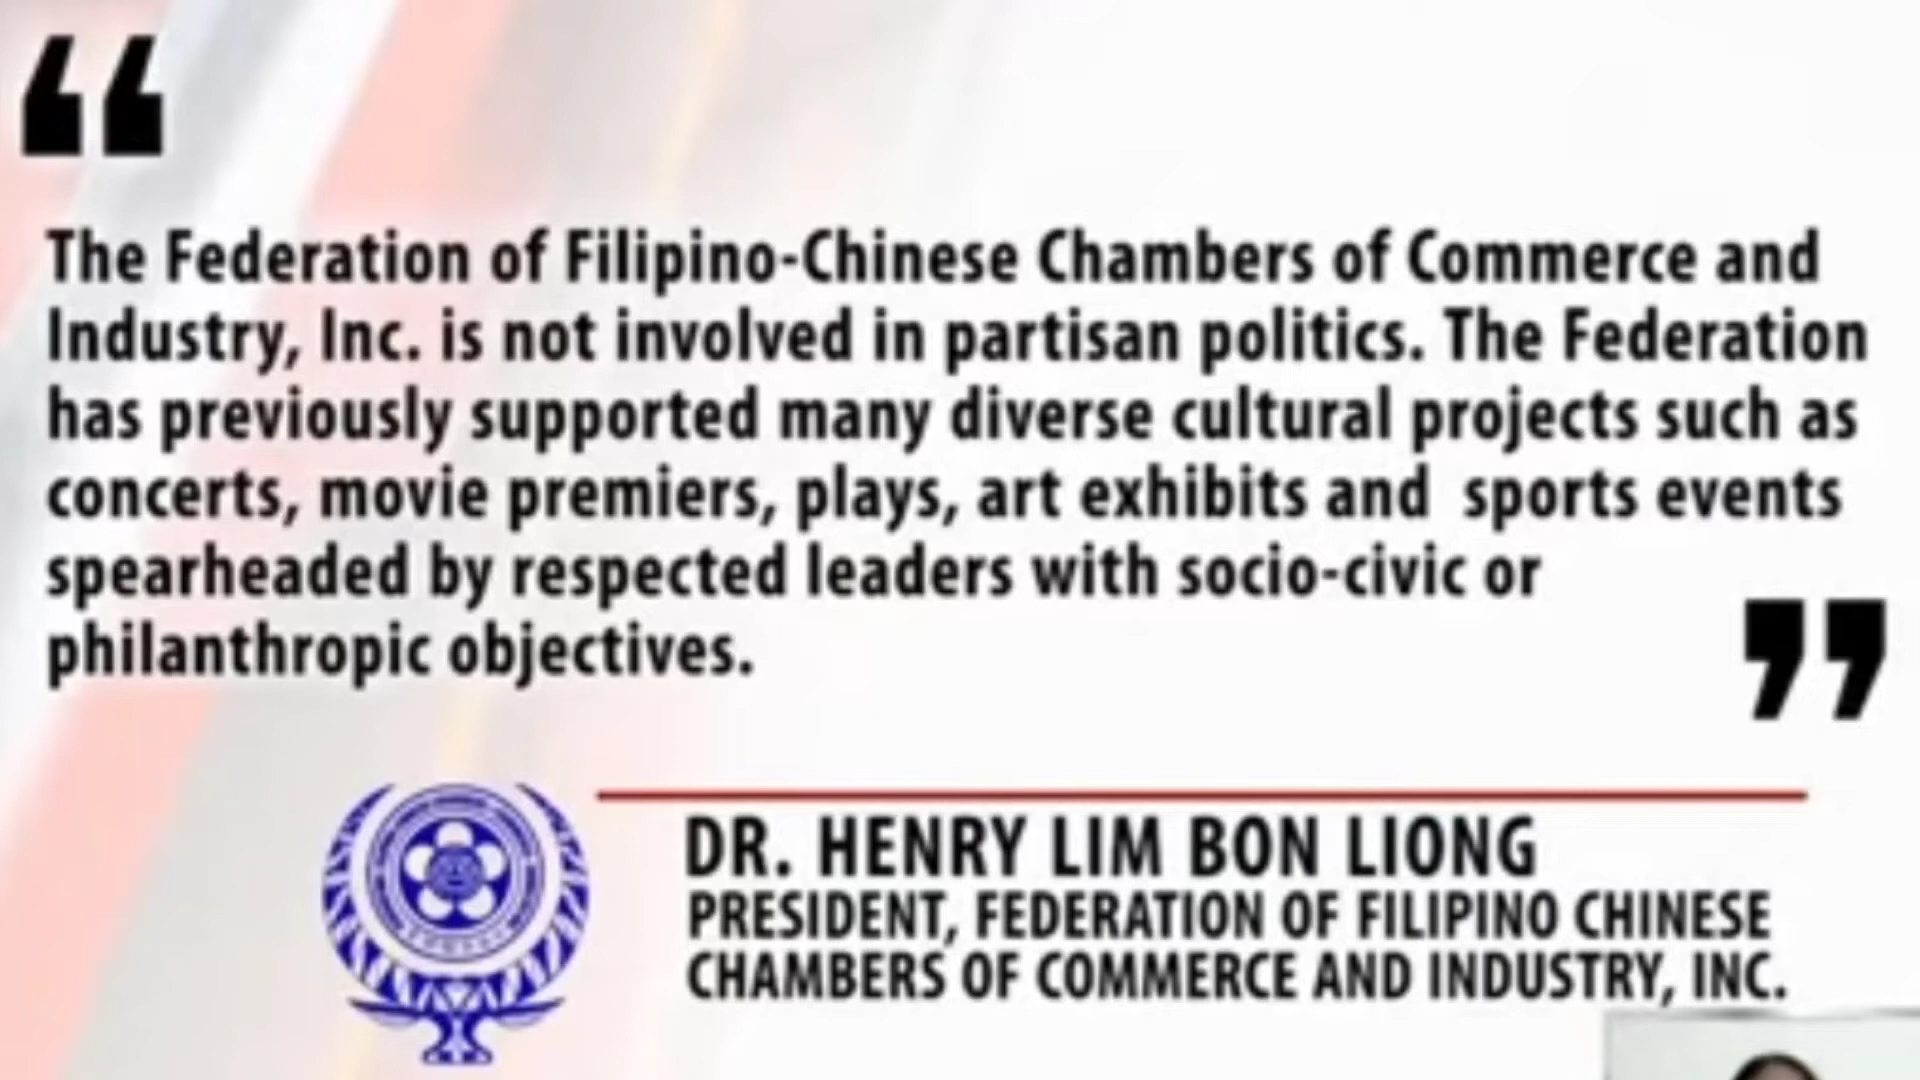 “
The Federation of Filipino-Chinese Chambers of Commerce and
Industry, Inc. is not involved in partisan politics. The Federation
has previously supported many diverse cultural projects such as
concerts, movie premiers, plays, art exhibits and sports events
spearheaded by respected leaders with socio-civic or
philanthropic objectives.
”
DR. HENRY LIM BON LIONG
PRESIDENT, FEDERATION OF FILIPINO CHINESE
CHAMBERS OF COMMERCE AND INDUSTRY, INC.